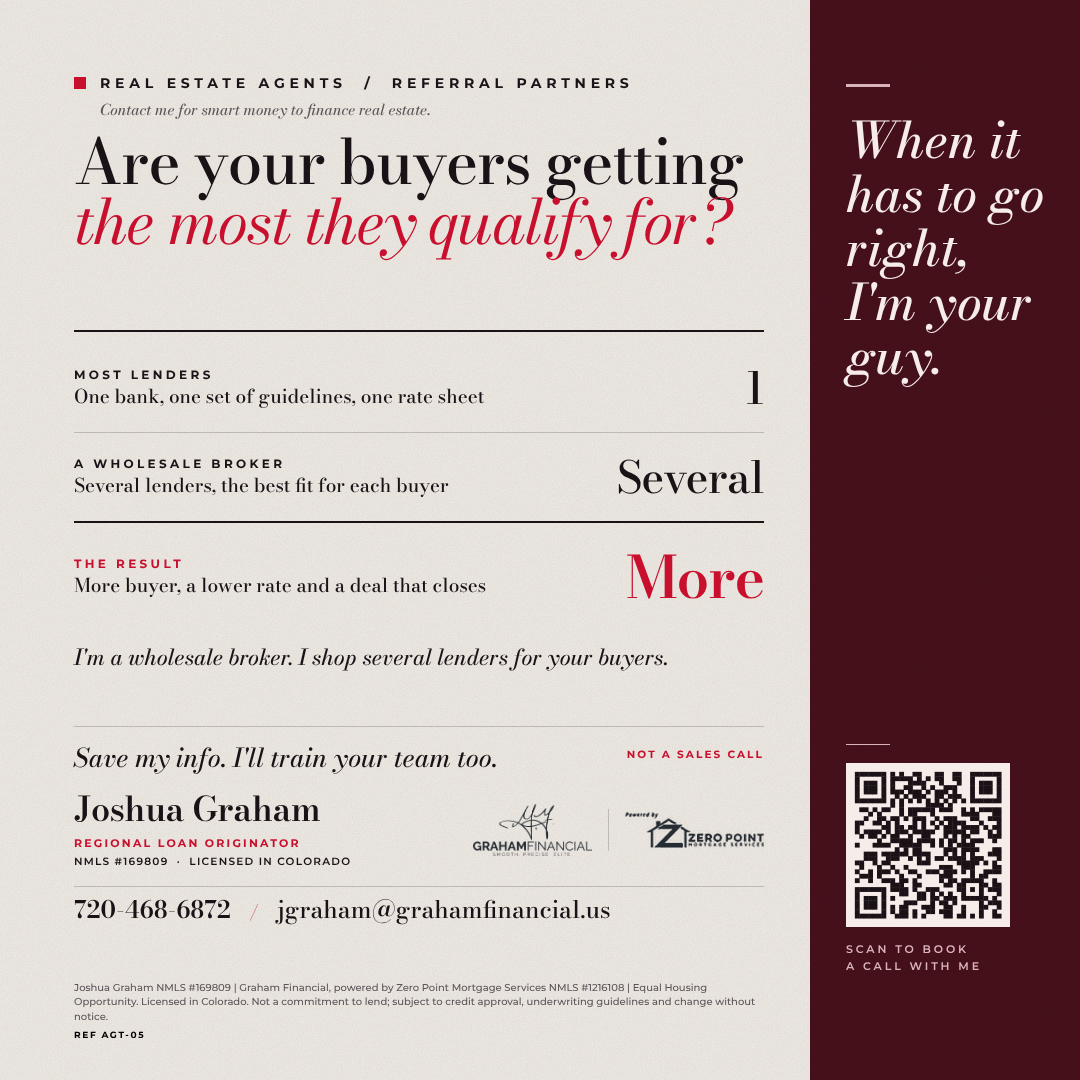 REAL ESTATE AGENTS / REFERRAL PARTNERS
Contact me for smart money to finance real estate.
Are your buyers getting
the most they qualify for?
MOST LENDERS
One bank, one set of guidelines, one rate sheet
1
A WHOLESALE BROKER
Several lenders, the best fit for each buyer
Several
THE RESULT
More buyer, a lower rate and a deal that closes
More
I'm a wholesale broker. I shop several lenders for your buyers.
Save my info. I'll train your team too.
NOT A SALES CALL
Joshua Graham
REGIONAL LOAN ORIGINATOR
NMLS #169809 · LICENSED IN COLORADO
GRAHAMFINANCIAL
SMOOTH. PRECISE. ELITE.
Powered by
ZERO POINT
MORTGAGE SERVICES
720-468-6872 / jgraham@grahamfinancial.us
Joshua Graham NMLS #169809 | Graham Financial, powered by Zero Point Mortgage Services NMLS #1216108 | Equal Housing
Opportunity. Licensed in Colorado. Not a commitment to lend; subject to credit approval, underwriting guidelines and change without
notice.
REF AGT-05
When it
has to go
right,
I'm your
guy.
SCAN TO BOOK
A CALL WITH ME